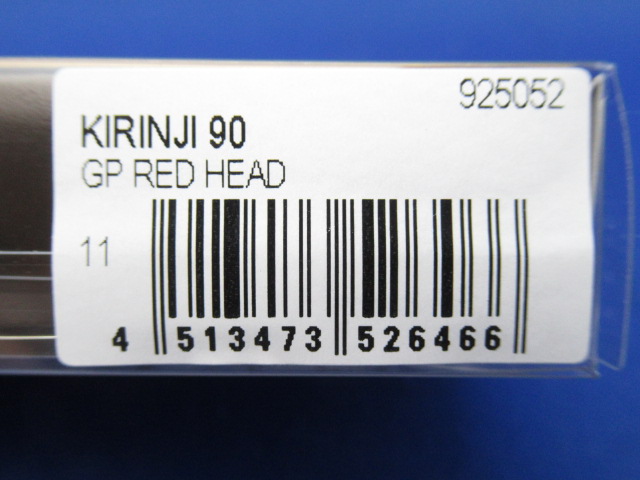 925052
KIRINJI 90
GP RED HEAD
11
4 513473 526466